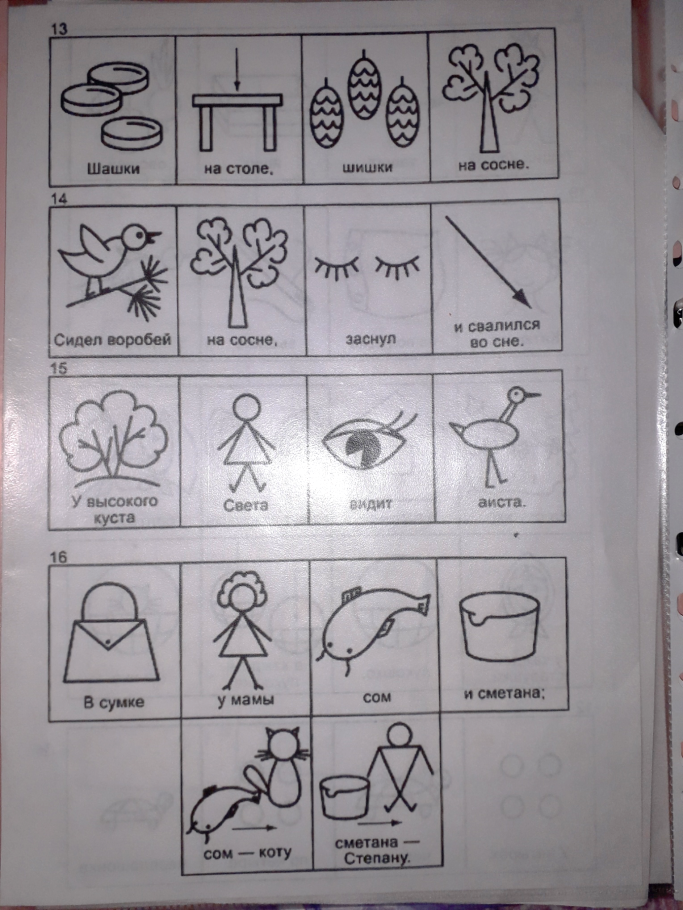 13
Шашки на столе, шишки на сосне.
14
Сидел воробей на сосне, заснул и свалился
во сне.
15
У высокого Света видит аиста.
куста
16
В сумке у мамы сом и сметана;
сом — коту сметана —
Степану.